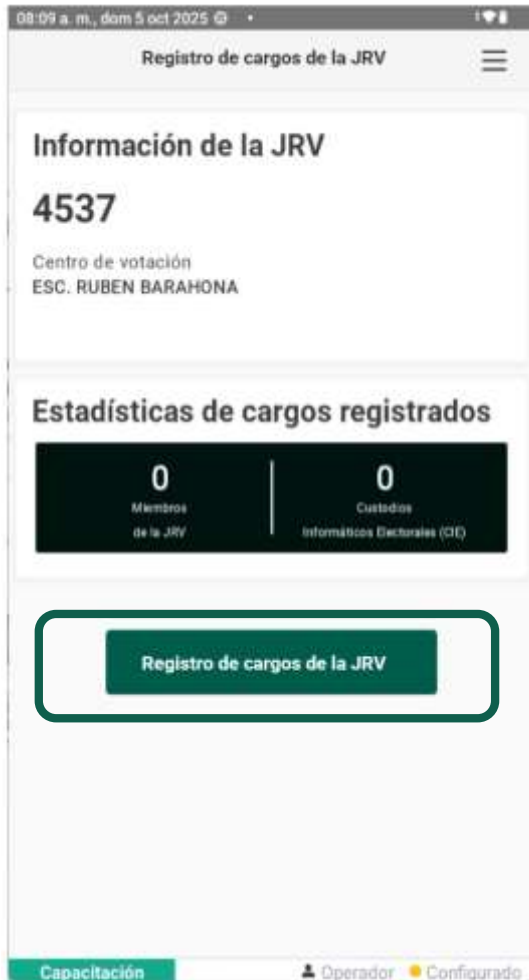 08:09 a. m., dom 5 oct 2025
Registro de cargos de la JRV
Información de la JRV
4537
Centro de votación
ESC. RUBEN BARAHONA
Estadísticas de cargos registrados
0
Miembros
de la JRV
0
Custodios
Informáticos Electorales (CIE)
Registro de cargos de la JRV
Capacitación
Operador
Configurado